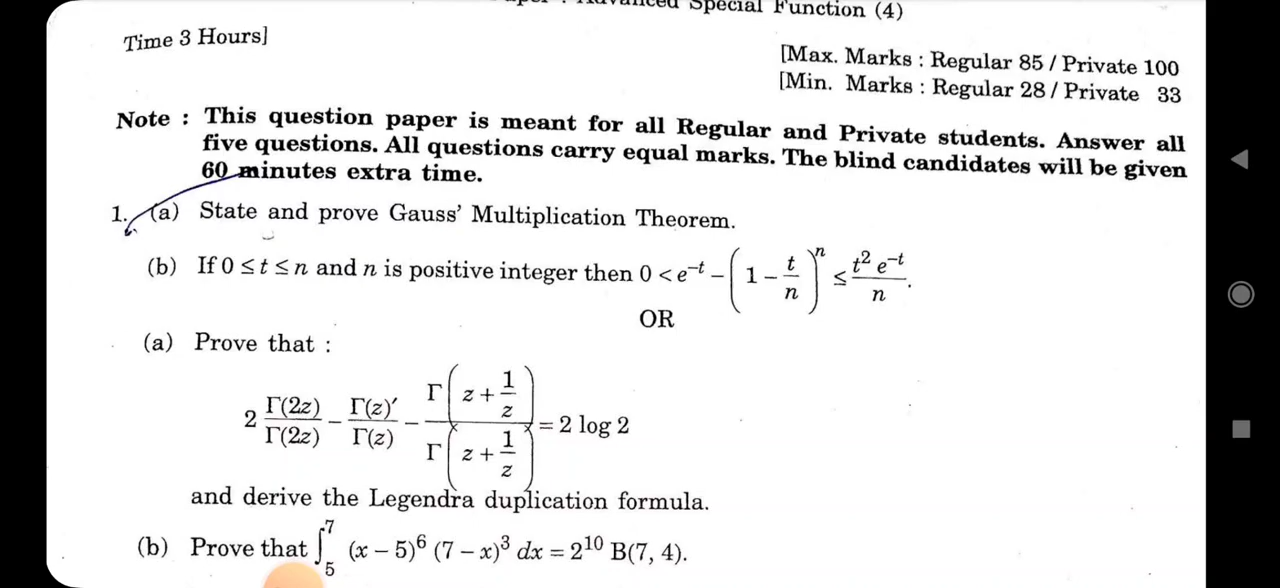 Special Function (4)
Time 3 Hours]
[Max. Marks : Regular 85 / Private 100
[Min. Marks : Regular 28 / Private 33
Note : This question paper is meant for all Regular and Private students. Answer all
five questions. All questions carry equal marks. The blind candidates will be given
60 minutes extra time.
1. (a) State and prove Gauss' Multiplication Theorem.
(b) If 0 ≤ t ≤ n and n is positive integer then 0 < e^{-t} - (1 - t/n)^n ≤ t^2 e^{-t}/n.
OR
(a) Prove that :
2 Γ(2z)/Γ(2z) - Γ(z)'/Γ(z) - Γ(z + 1/z)/Γ(z + 1/z) = 2 log 2
and derive the Legendra duplication formula.
(b) Prove that ∫_5^7 (x - 5)^6 (7 - x)^3 dx = 2^{10} B(7, 4).